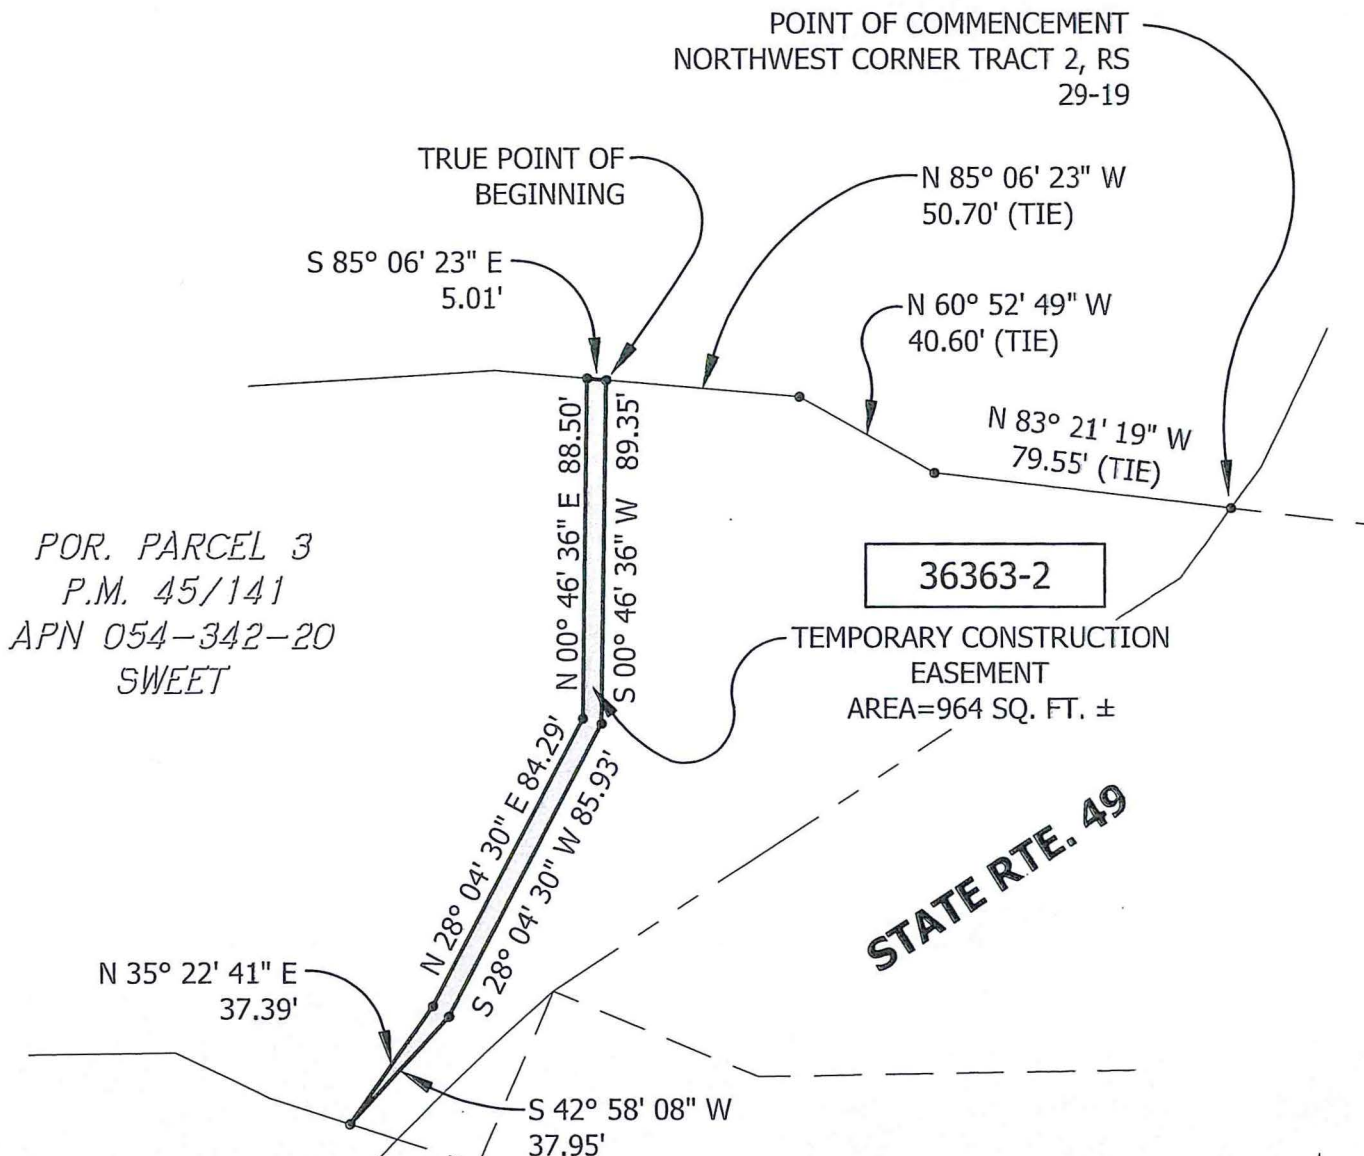 POINT OF COMMENCEMENT
NORTHWEST CORNER TRACT 2, RS
29-19
TRUE POINT OF
BEGINNING
N 85° 06' 23" W
50.70' (TIE)
S 85° 06' 23" E
5.01'
N 60° 52' 49" W
40.60' (TIE)
N 83° 21' 19" W
79.55' (TIE)
N 00° 46' 36" E 88.50'
S 00° 46' 36" W 89.35'
POR. PARCEL 3
P.M. 45/141
APN 054-342-20
SWEET
36363-2
TEMPORARY CONSTRUCTION
EASEMENT
AREA=964 SQ. FT. ±
N 28° 04' 30" E 84.29'
S 28° 04' 30" W 85.93'
STATE RTE. 49
N 35° 22' 41" E
37.39'
S 42° 58' 08" W
37.95'